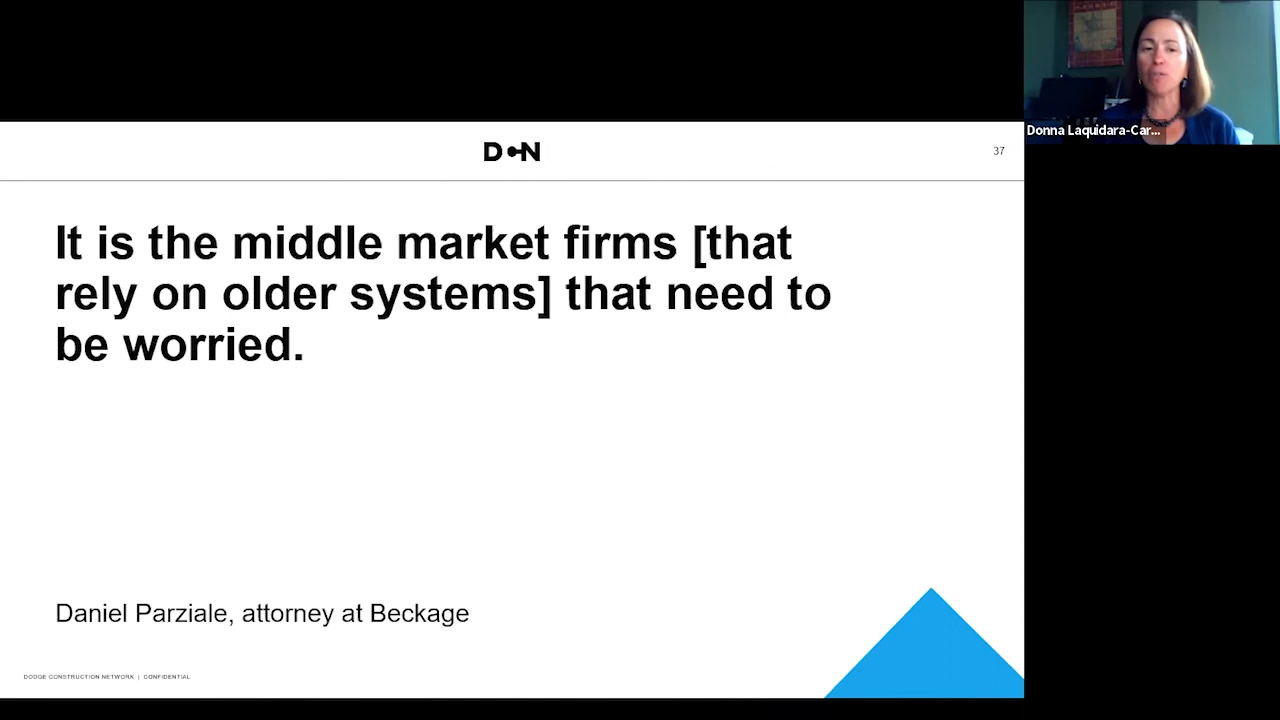 Donna Laquidara-Car...
D N
37
It is the middle market firms [that
rely on older systems] that need to
be worried.
Daniel Parziale, attorney at Beckage
DODGE CONSTRUCTION NETWORK | CONFIDENTIAL